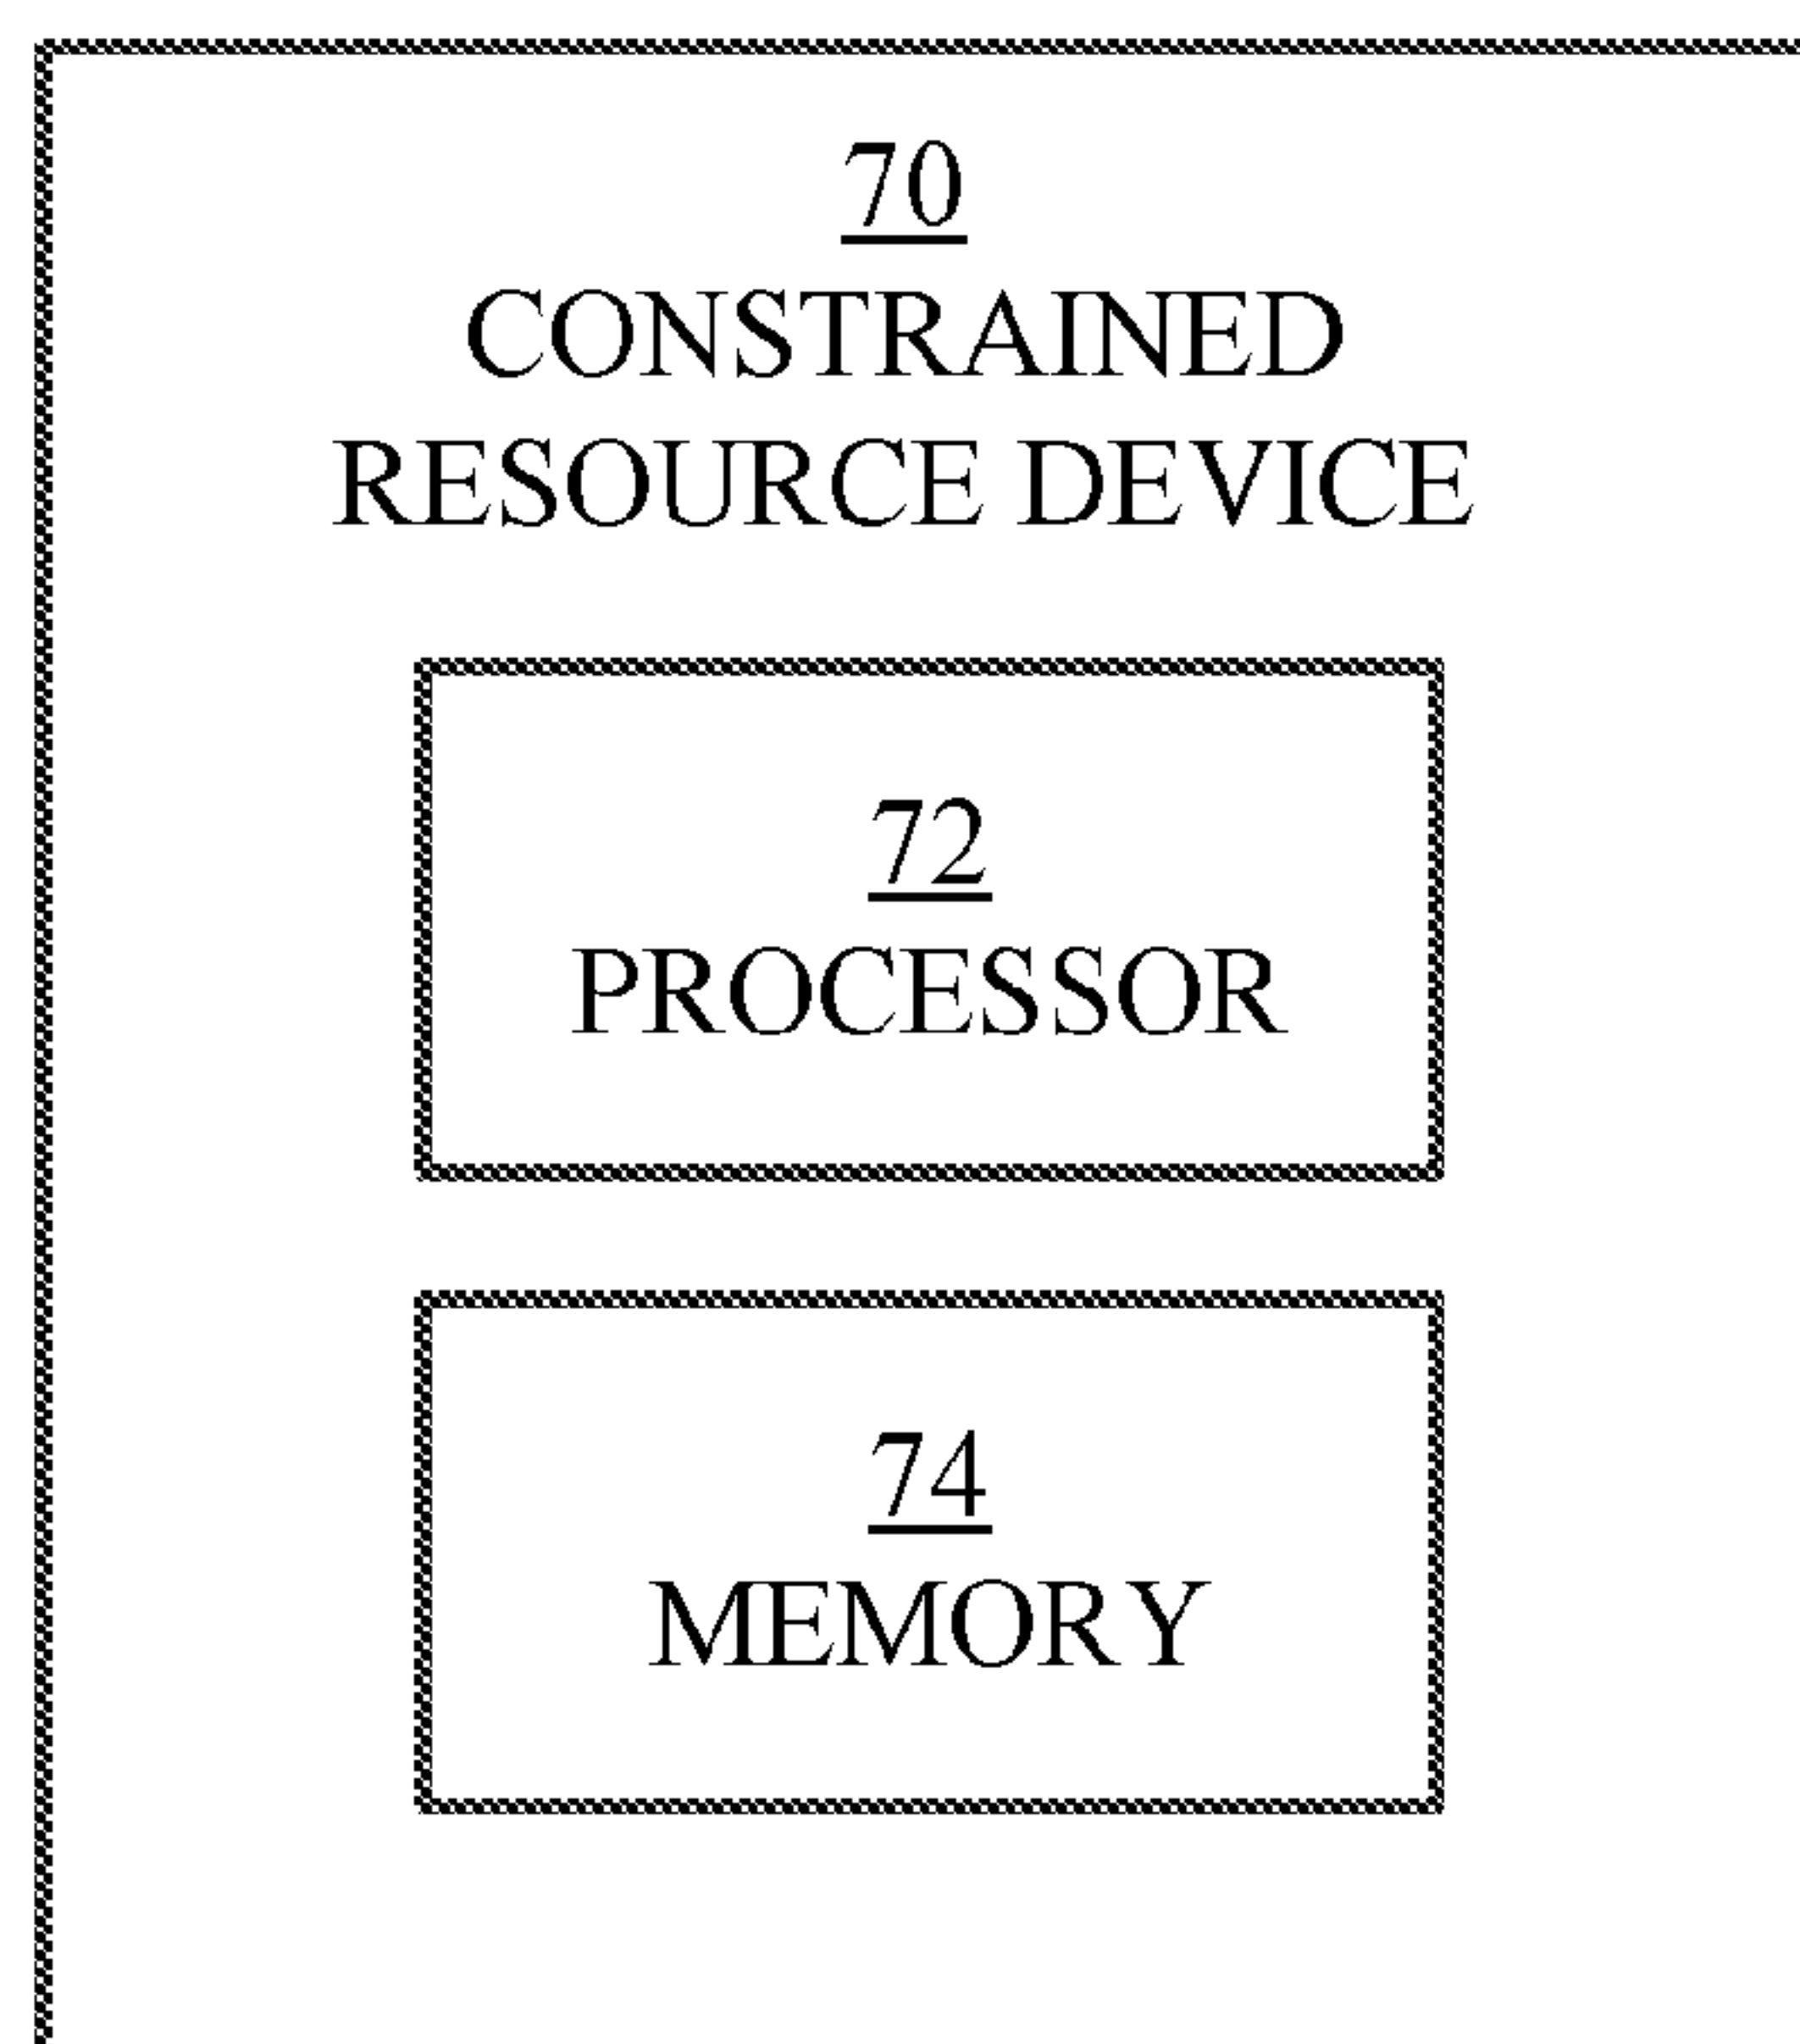 70
CONSTRAINED
RESOURCE DEVICE
72
PROCESSOR
74
MEMORY